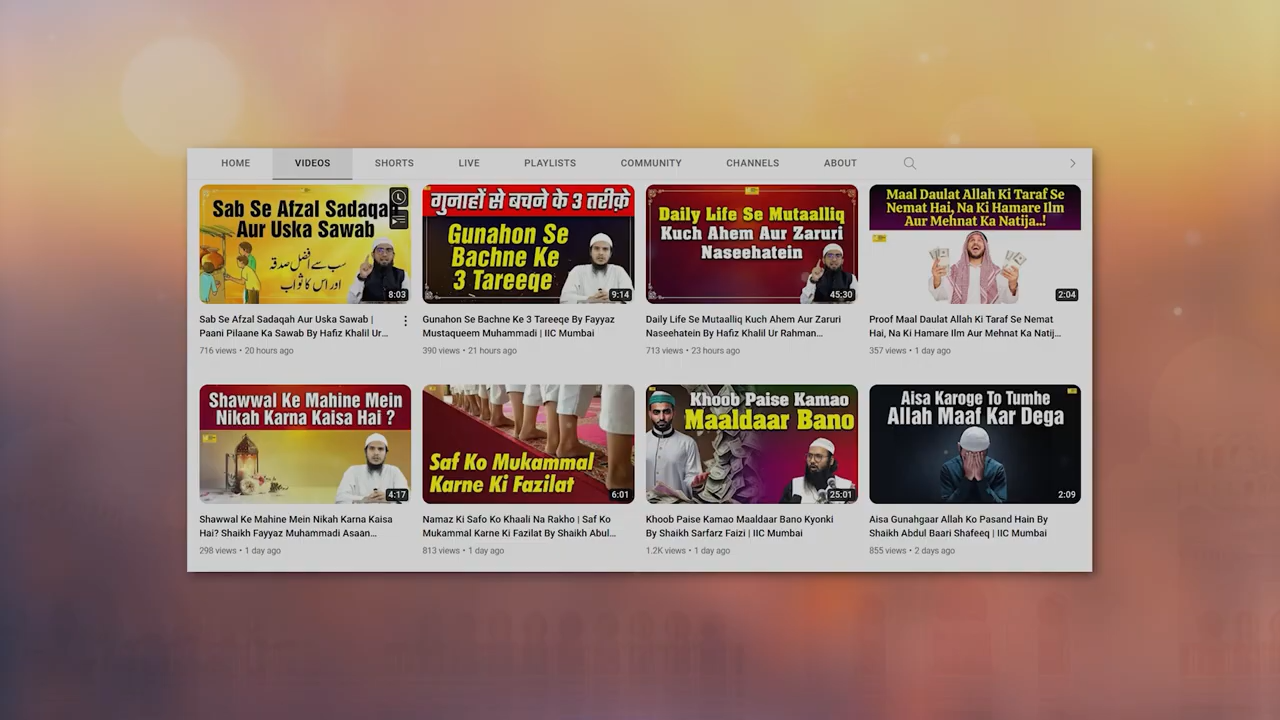 HOME VIDEOS SHORTS LIVE PLAYLISTS COMMUNITY CHANNELS ABOUT
Sab Se Afzal Sadaqah
Aur Uska Sawab
سب سے افضل صدقہ
اور اس کا ثواب
8:03
गुनाहों से बचने के 3 तरीक़े
Gunahon Se
Bachne Ke
3 Tareeqe
9:14
Daily Life Se Mutaalliq
Kuch Ahem Aur Zaruri
Naseehatein
45:30
Maal Daulat Allah Ki Taraf Se
Nemat Hai, Na Ki Hamare Ilm
Aur Mehnat Ka Natija..!
2:04
Sab Se Afzal Sadaqah Aur Uska Sawab |
Paani Pilaane Ka Sawab By Hafiz Khalil Ur...
716 views • 20 hours ago
Gunahon Se Bachne Ke 3 Tareeqe By Fayyaz
Mustaqueem Muhammadi | IIC Mumbai
390 views • 21 hours ago
Daily Life Se Mutaalliq Kuch Ahem Aur Zaruri
Naseehatein By Hafiz Khalil Ur Rahman...
713 views • 23 hours ago
Proof Maal Daulat Allah Ki Taraf Se Nemat
Hai, Na Ki Hamare Ilm Aur Mehnat Ka Natij...
357 views • 1 day ago
Shawwal Ke Mahine Mein
Nikah Karna Kaisa Hai ?
4:17
Saf Ko Mukammal
Karne Ki Fazilat
6:01
Khoob Paise Kamao
Maaldaar Bano
25:01
Aisa Karoge To Tumhe
Allah Maaf Kar Dega
2:09
Shawwal Ke Mahine Mein Nikah Karna Kaisa
Hai? Shaikh Fayyaz Muhammadi Asaan...
298 views • 1 day ago
Namaz Ki Safo Ko Khaali Na Rakho | Saf Ko
Mukammal Karne Ki Fazilat By Shaikh Abul...
813 views • 1 day ago
Khoob Paise Kamao Maaldaar Bano Kyonki
By Shaikh Sarfarz Faizi | IIC Mumbai
1.2K views • 1 day ago
Aisa Gunahgaar Allah Ko Pasand Hain By
Shaikh Abdul Baari Shafeeq | IIC Mumbai
855 views • 2 days ago